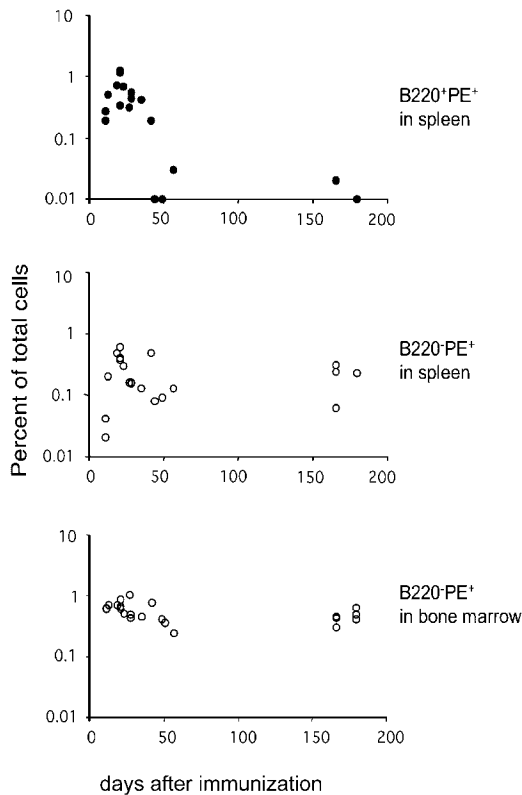 10
1
0.1
0.01
0 50 100 150 200
B220⁺PE⁺
in spleen
10
1
0.1
0.01
0 50 100 150 200
B220⁻PE⁺
in spleen
10
1
0.1
0.01
0 50 100 150 200
B220⁻PE⁺
in bone marrow
Percent of total cells
days after immunization